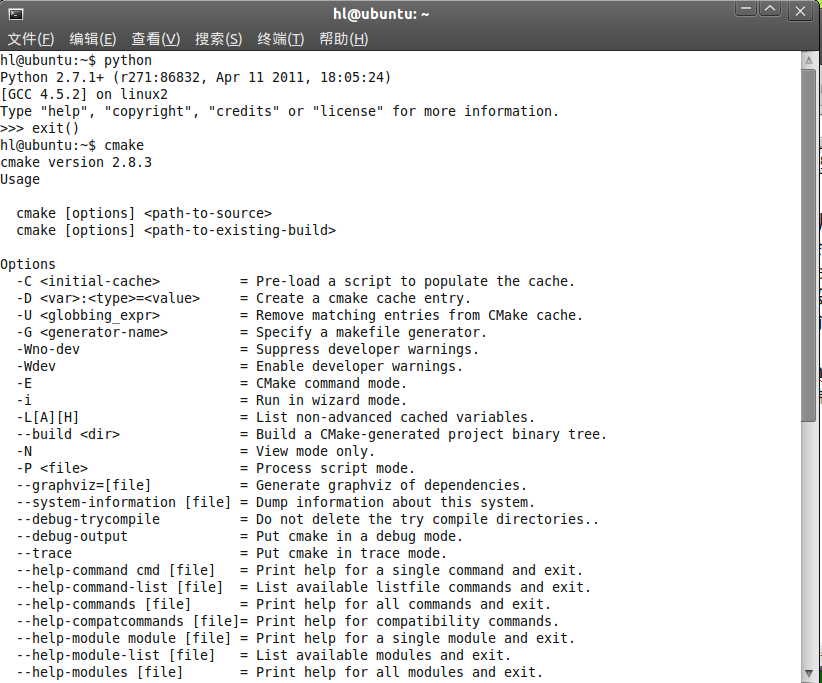 hl@ubuntu: ~
文件(F) 编辑(E) 查看(V) 搜索(S) 终端(T) 帮助(H)
hl@ubuntu:~$ python
Python 2.7.1+ (r271:86832, Apr 11 2011, 18:05:24)
[GCC 4.5.2] on linux2
Type "help", "copyright", "credits" or "license" for more information.
>>> exit()
hl@ubuntu:~$ cmake
cmake version 2.8.3
Usage

  cmake [options] <path-to-source>
  cmake [options] <path-to-existing-build>

Options
  -C <initial-cache>          = Pre-load a script to populate the cache.
  -D <var>:<type>=<value>     = Create a cmake cache entry.
  -U <globbing_expr>          = Remove matching entries from CMake cache.
  -G <generator-name>         = Specify a makefile generator.
  -Wno-dev                    = Suppress developer warnings.
  -Wdev                       = Enable developer warnings.
  -E                          = CMake command mode.
  -i                          = Run in wizard mode.
  -L[A][H]                    = List non-advanced cached variables.
  --build <dir>               = Build a CMake-generated project binary tree.
  -N                          = View mode only.
  -P <file>                   = Process script mode.
  --graphviz=[file]           = Generate graphviz of dependencies.
  --system-information [file] = Dump information about this system.
  --debug-trycompile          = Do not delete the try compile directories..
  --debug-output              = Put cmake in a debug mode.
  --trace                     = Put cmake in trace mode.
  --help-command cmd [file]   = Print help for a single command and exit.
  --help-command-list [file]  = List available listfile commands and exit.
  --help-commands [file]      = Print help for all commands and exit.
  --help-compatcommands [file]= Print help for compatibility commands.
  --help-module module [file] = Print help for a single module and exit.
  --help-module-list [file]   = List available modules and exit.
  --help-modules [file]       = Print help for all modules and exit.